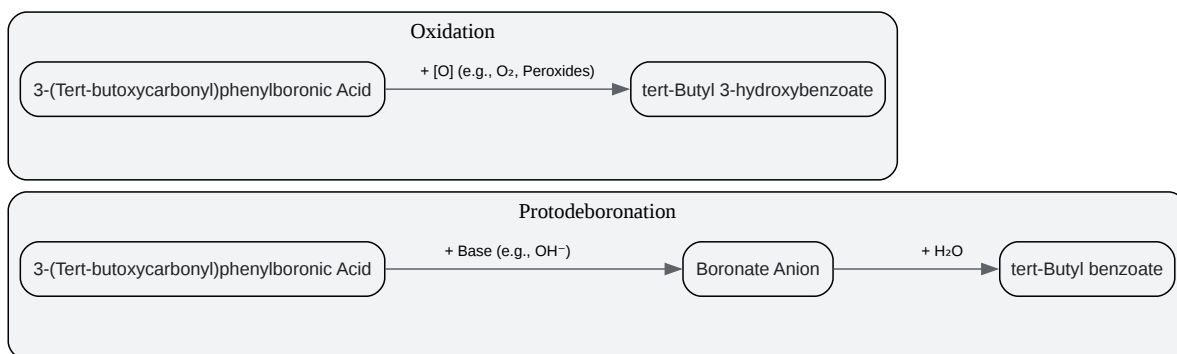 Oxidation
+ [O] (e.g., O₂, Peroxides)
3-(Tert-butoxycarbonyl)phenylboronic Acid
tert-Butyl 3-hydroxybenzoate
Protodeboronation
+ Base (e.g., OH⁻)
+ H₂O
3-(Tert-butoxycarbonyl)phenylboronic Acid
Boronate Anion
tert-Butyl benzoate